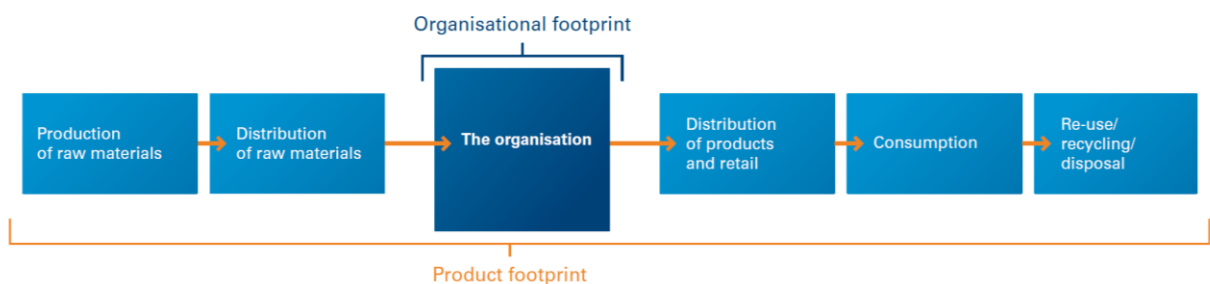 Organisational footprint
Production
of raw materials
Distribution
of raw materials
The organisation
Distribution
of products
and retail
Consumption
Re-use/
recycling/
disposal
Product footprint